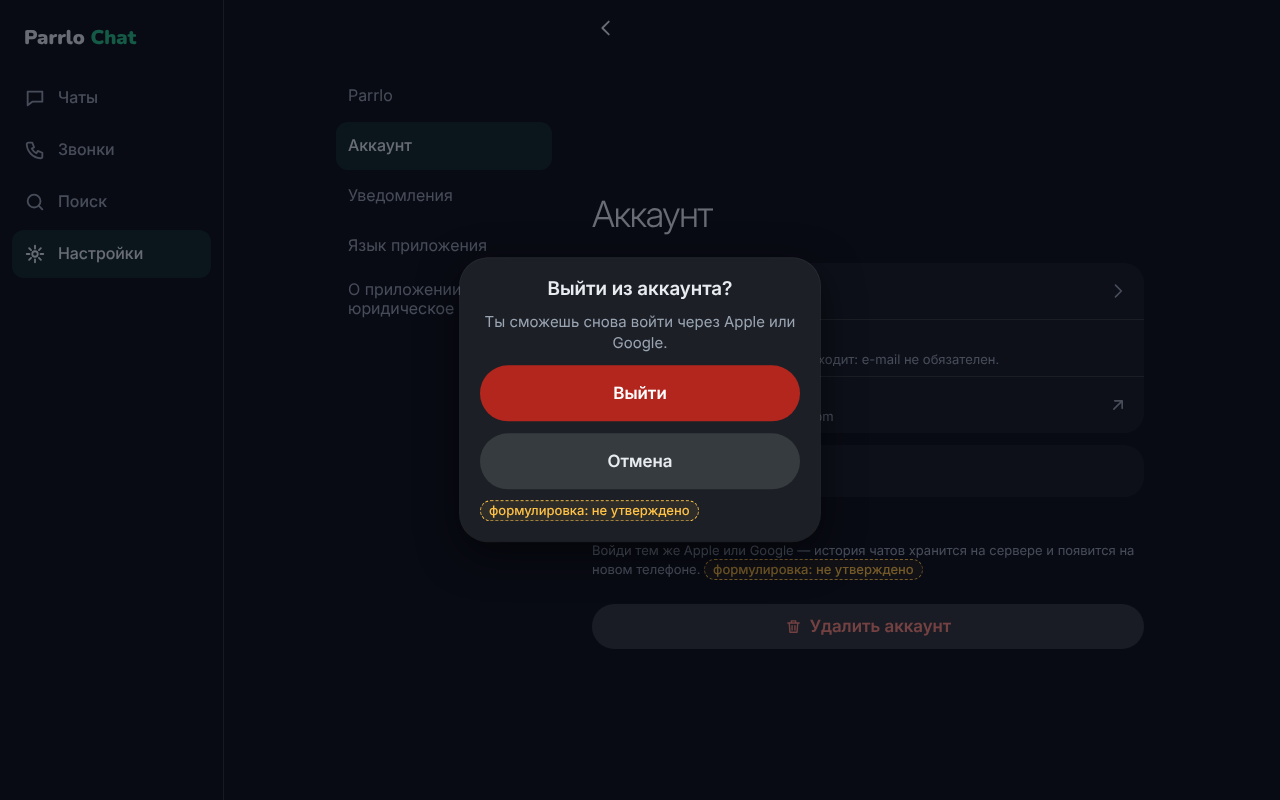 Parrlo Chat
Чаты
Звонки
Поиск
Настройки
Parrlo
Аккаунт
Уведомления
Язык приложения
О приложении
юридическое
Аккаунт
e-mail не обязателен.
Выйти из аккаунта?
Ты сможешь снова войти через Apple или
Google.
Выйти
Отмена
формулировка: не утверждено
Войди тем же Apple или Google — история чатов хранится на сервере и появится на
новом телефоне. формулировка: не утверждено
Удалить аккаунт